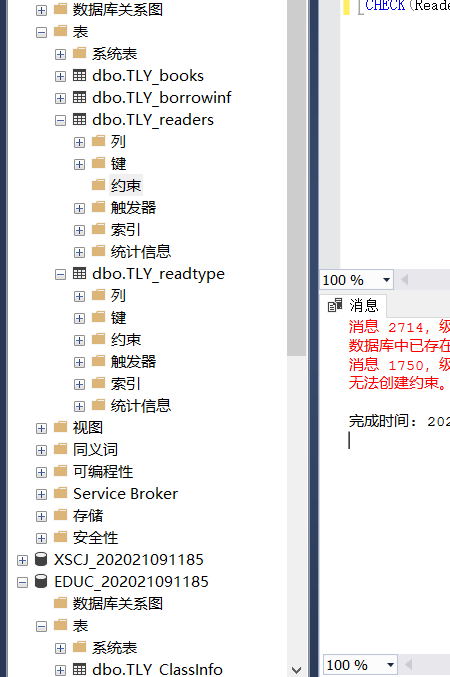 数据库关系图
表
系统表
dbo.TLY_books
dbo.TLY_borrowinf
dbo.TLY_readers
列
键
约束
触发器
索引
统计信息
dbo.TLY_readtype
列
键
约束
触发器
索引
统计信息
视图
同义词
可编程性
Service Broker
存储
安全性
XSCJ_202021091185
EDUC_202021091185
数据库关系图
表
系统表
dbo.TLY_ClassInfo
CHECK(Reade
100 %
消息
消息 2714, 级
数据库中已存在
消息 1750, 级
无法创建约束。
完成时间: 202
100 %